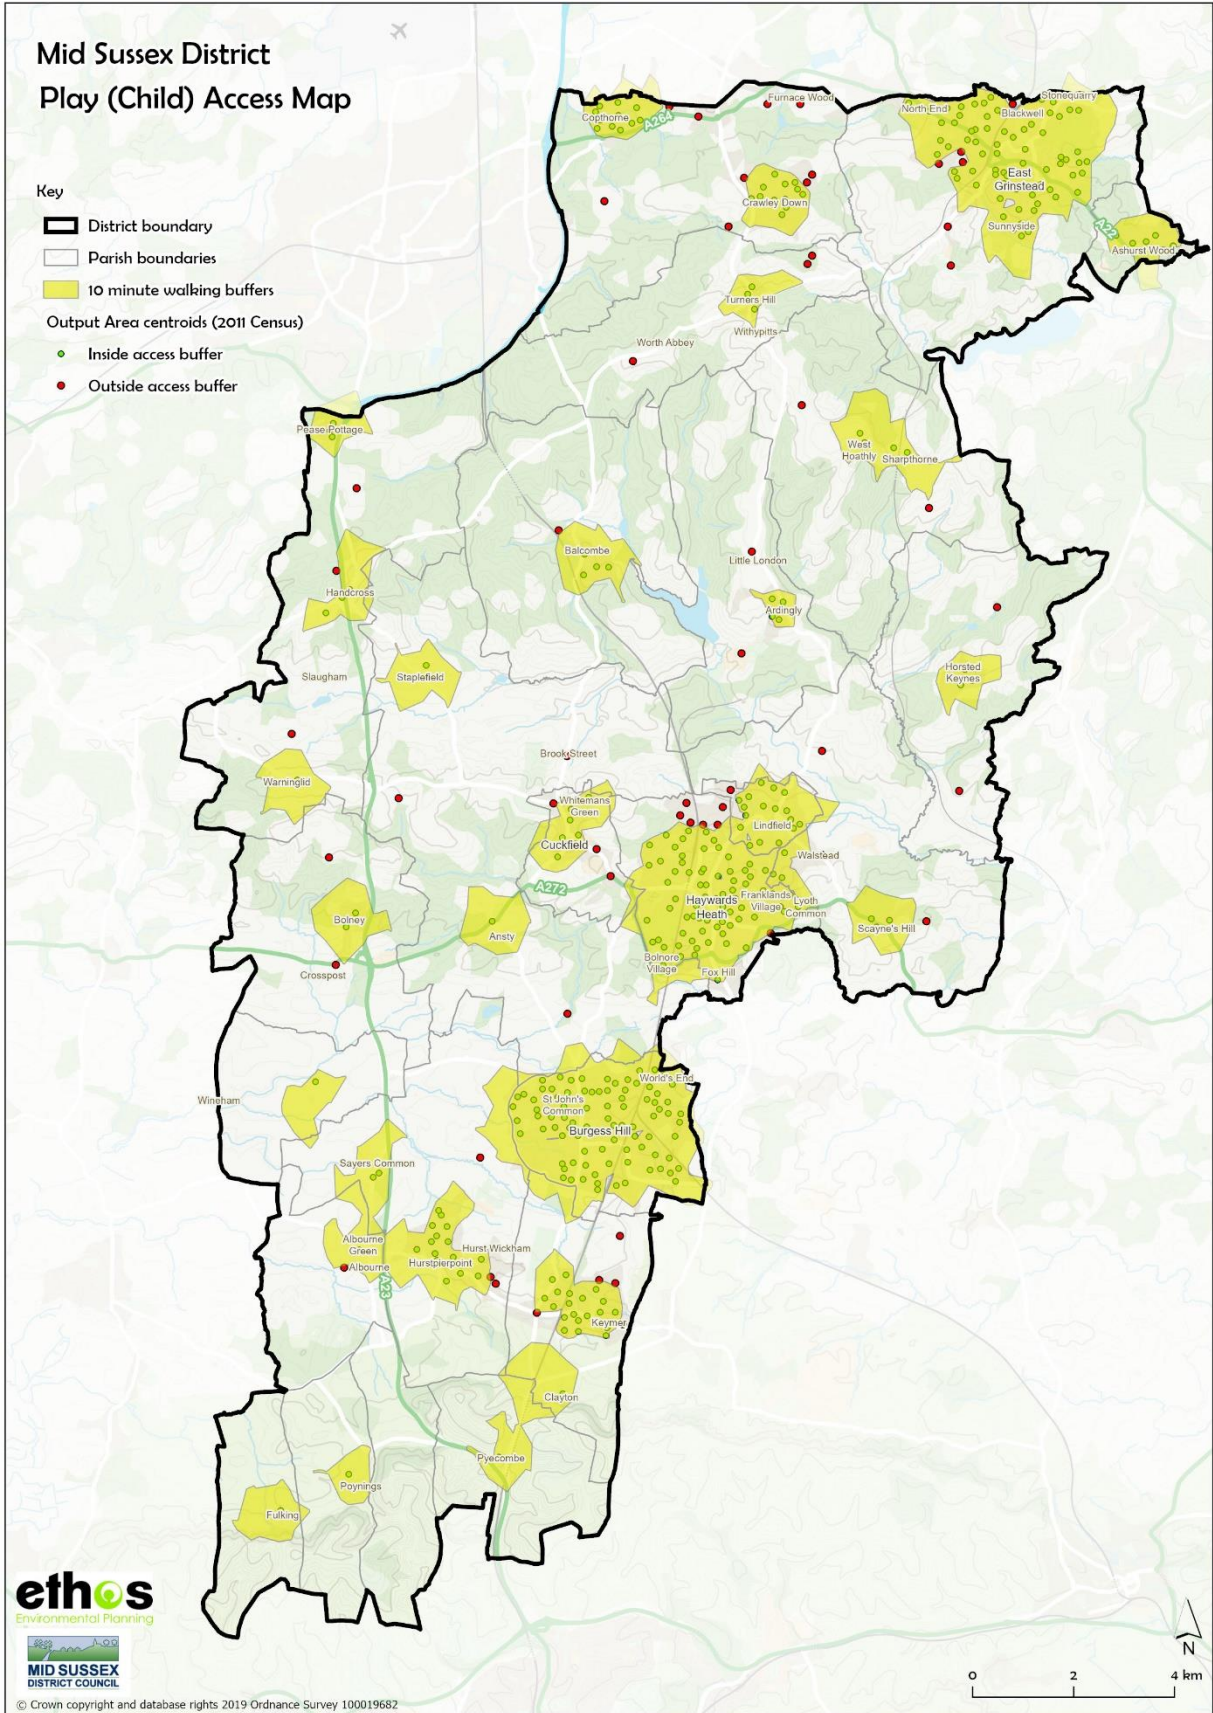 Mid Sussex District
Play (Child) Access Map
Key
District boundary
Parish boundaries
10 minute walking buffers
Output Area centroids (2011 Census)
Inside access buffer
Outside access buffer
Furnace Wood
Stonequarry
North End
Blackwell
Copthorne
A264
East
Grinstead
Crawley Down
Sunnyside
A22
Ashurst Wood
Turners Hill
Withypitts
Worth Abbey
Pease Pottage
West
Hoathly
Sharpthorne
Balcombe
Little London
Handcross
Ardingly
Slaugham
Staplefield
Horsted
Keynes
Brook Street
Warninglid
Whitemans
Green
Lindfield
Cuckfield
Walstead
A272
Haywards
Heath
Franklands
Village
Lyoth
Common
Bolney
Ansty
Scayne's Hill
Bolnore
Village
Fox Hill
Crosspost
World's End
Wineham
St John's
Common
Burgess Hill
Sayers Common
Albourne
Green
Hurst Wickham
Albourne
Hurstpierpoint
A23
Keymer
Clayton
Pyecombe
Poynings
Fulking
ethos
Environmental Planning
MID SUSSEX
DISTRICT COUNCIL
N
0 2 4 km
© Crown copyright and database rights 2019 Ordnance Survey 100019682